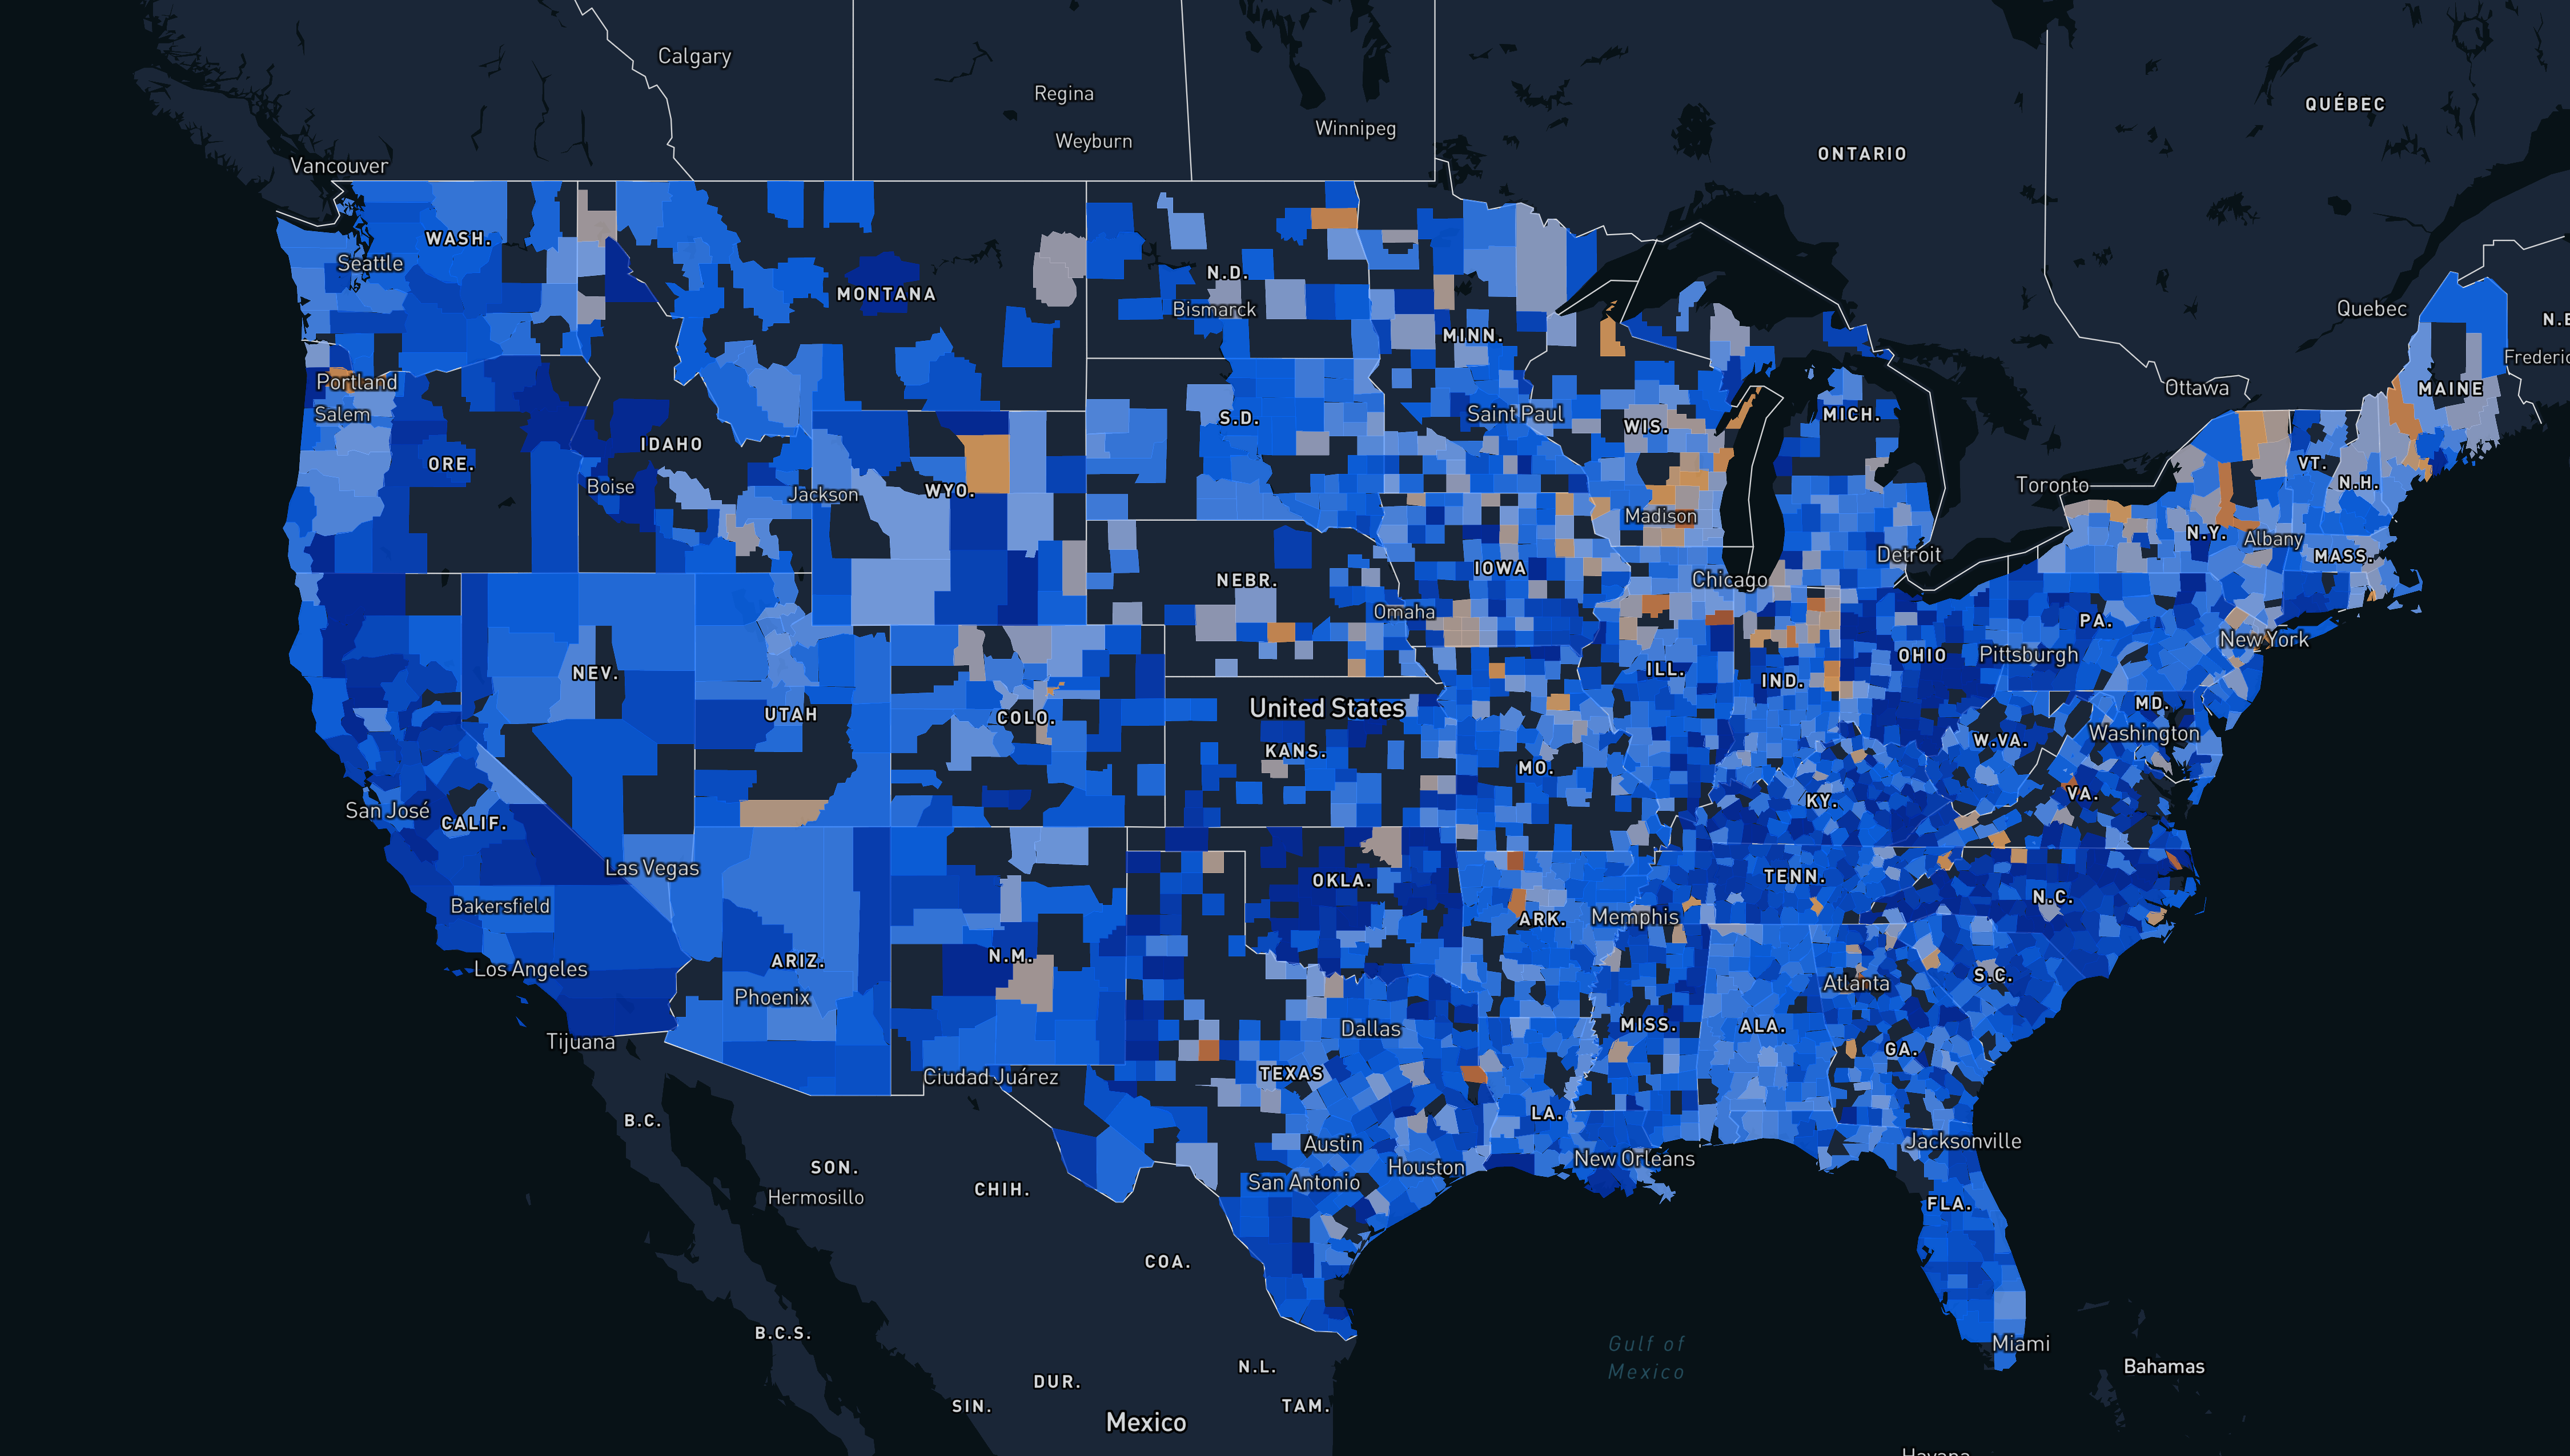 Calgary
Regina
Weyburn
Winnipeg
ONTARIO
QUÉBEC
Vancouver
WASH.
Seattle
MONTANA
N.D.
Bismarck
MINN.
Quebec
Ottawa
MAINE
Portland
Salem
S.D.
Saint Paul
WIS.
MICH.
IDAHO
ORE.
Boise
Jackson
WYO.
Toronto
VT.
N.H.
Madison
N.Y.
Albany
MASS.
Detroit
IOWA
Chicago
NEBR.
Omaha
PA.
New York
NEV.
ILL.
IND.
OHIO
Pittsburgh
UTAH
COLO.
United States
MD.
Washington
KANS.
MO.
W.VA.
San José
CALIF.
KY.
VA.
Las Vegas
OKLA.
TENN.
N.C.
Bakersfield
ARK.
Memphis
Los Angeles
ARIZ.
N.M.
Phoenix
Atlanta
S.C.
Tijuana
Dallas
MISS.
ALA.
GA.
Ciudad Juárez
TEXAS
B.C.
LA.
Austin
Houston
New Orleans
Jacksonville
SON.
Hermosillo
CHIH.
San Antonio
FLA.
COA.
B.C.S.
Gulf of
Mexico
Miami
Bahamas
N.L.
DUR.
SIN.
TAM.
Mexico